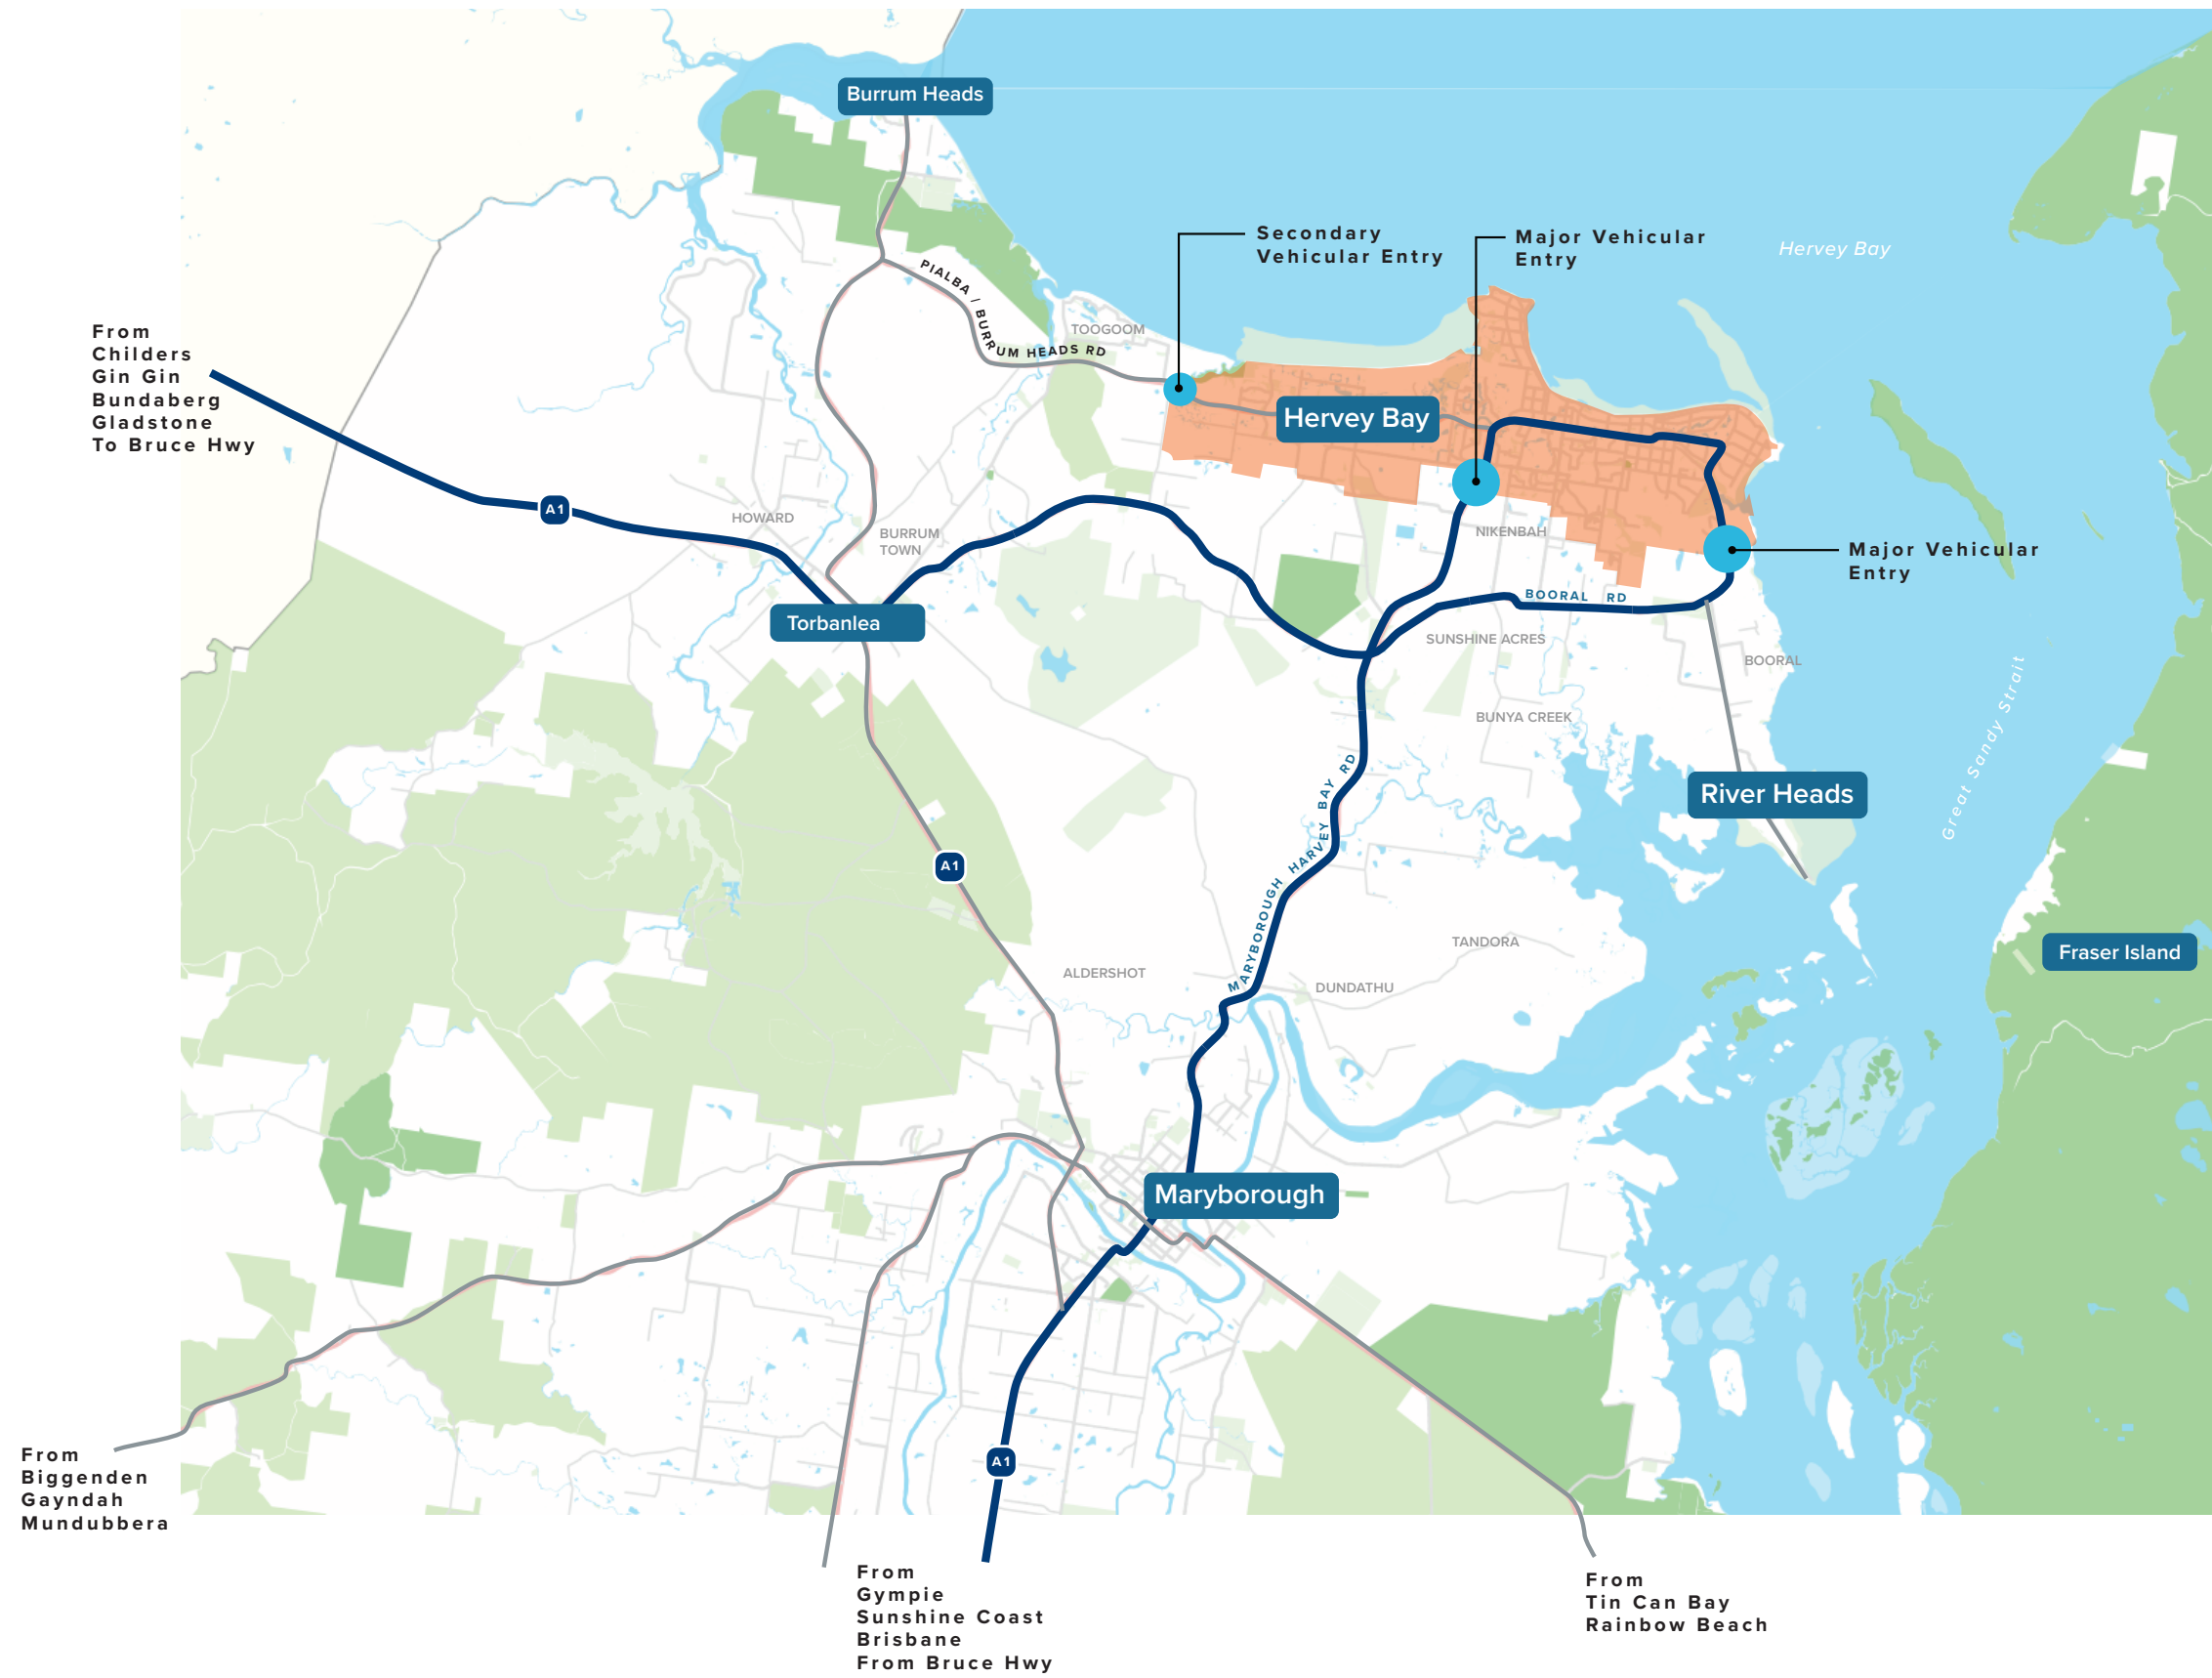 Burrum Heads
Secondary
Vehicular Entry
Major Vehicular
Entry
Hervey Bay
PIALBA / BURRUM HEADS RD
TOOGOOM
From
Childers
Gin Gin
Bundaberg
Gladstone
To Bruce Hwy
Hervey Bay
A1
HOWARD
BURRUM
TOWN
NIKENBAH
Major Vehicular
Entry
BOORAL RD
Torbanlea
SUNSHINE ACRES
BOORAL
BUNYA CREEK
Great Sandy Strait
MARYBOROUGH HARVEY BAY RD
River Heads
A1
TANDORA
Fraser Island
ALDERSHOT
DUNDATHU
Maryborough
A1
From
Biggenden
Gayndah
Mundubbera
From
Gympie
Sunshine Coast
Brisbane
From Bruce Hwy
From
Tin Can Bay
Rainbow Beach